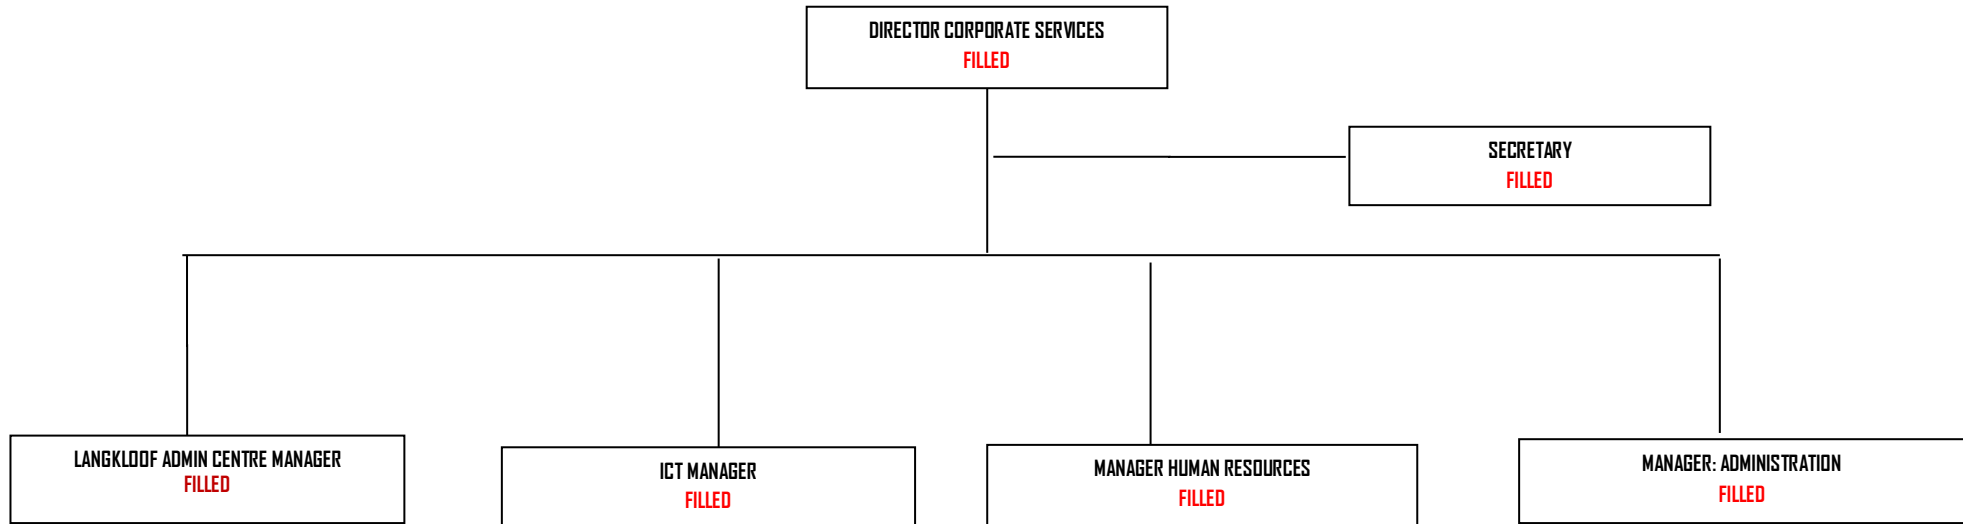 DIRECTOR CORPORATE SERVICES
FILLED
SECRETARY
FILLED
LANGKLOOF ADMIN CENTRE MANAGER
FILLED
ICT MANAGER
FILLED
MANAGER HUMAN RESOURCES
FILLED
MANAGER: ADMINISTRATION
FILLED